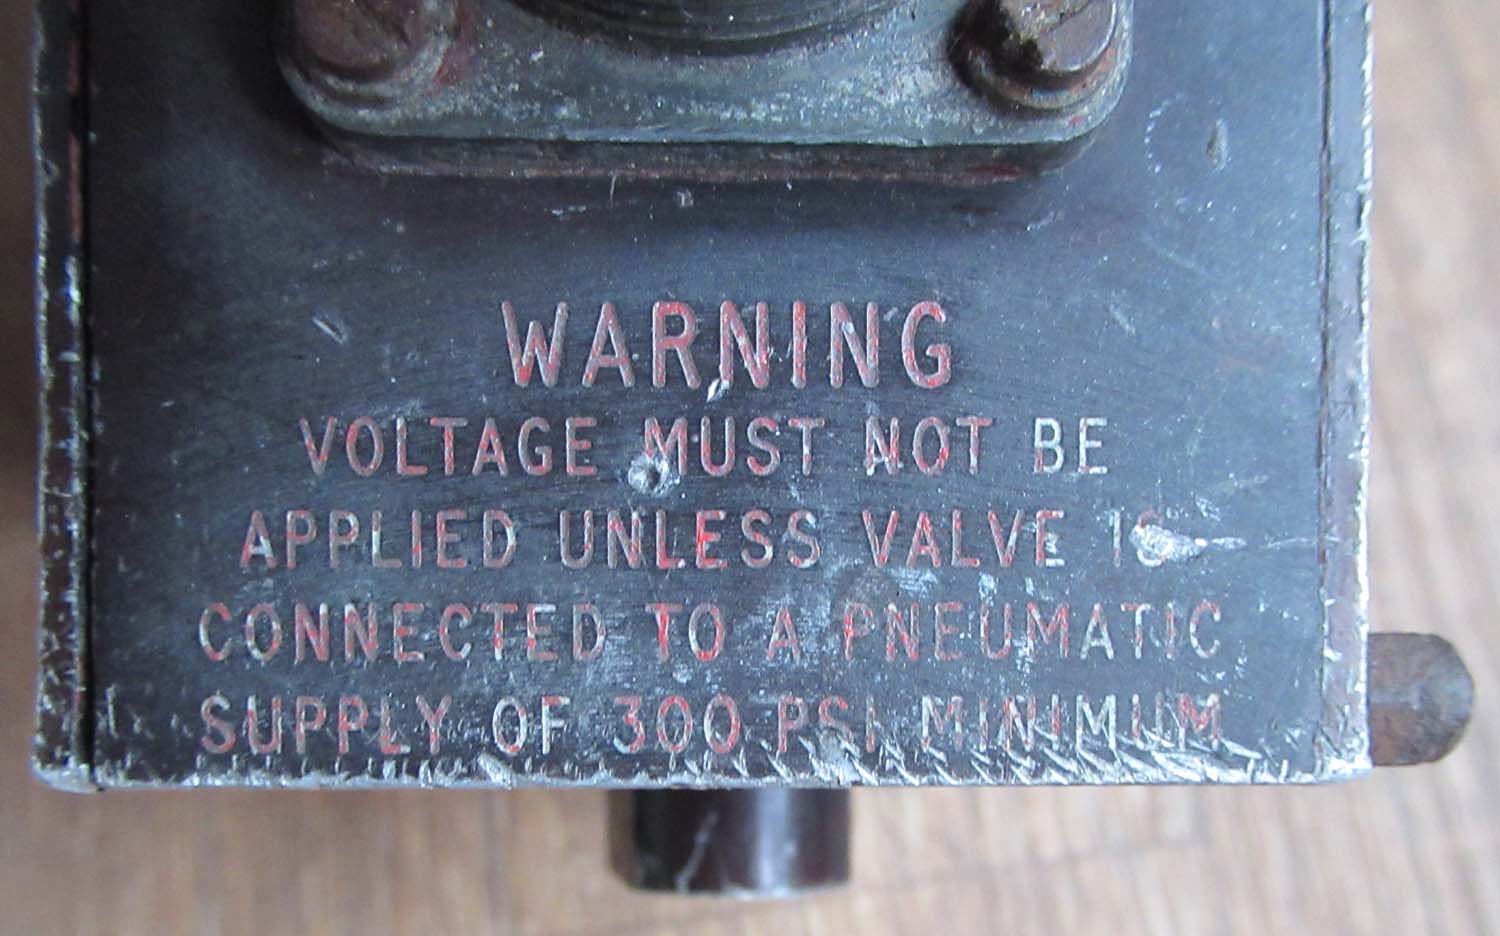 WARNING
VOLTAGE MUST NOT BE
APPLIED UNLESS VALVE IS
CONNECTED TO A PNEUMATIC
SUPPLY OF 300 PSI MINIMUM